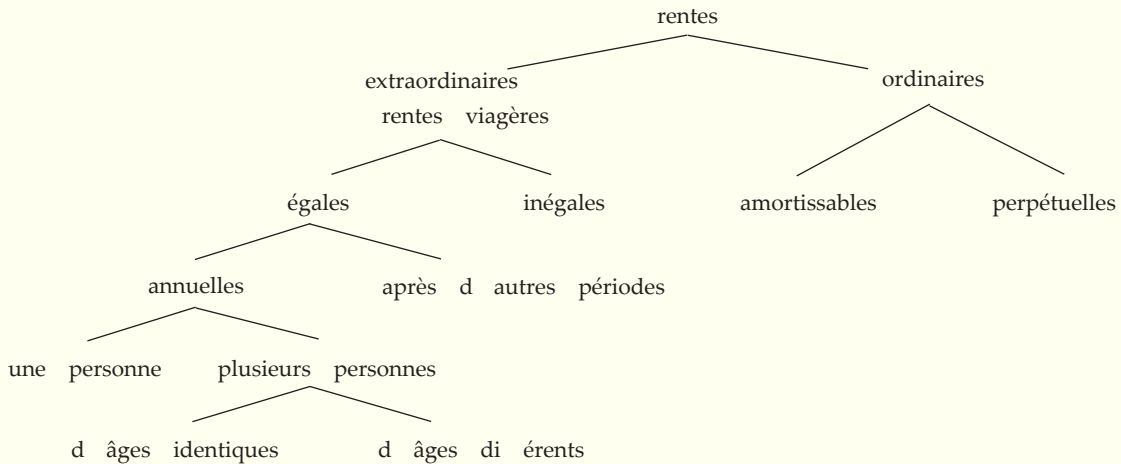 rentes
extraordinaires
ordinaires
rentes viagères
égales
inégales
amortissables
perpétuelles
annuelles
après d autres périodes
une personne
plusieurs personnes
d âges identiques
d âges di érents